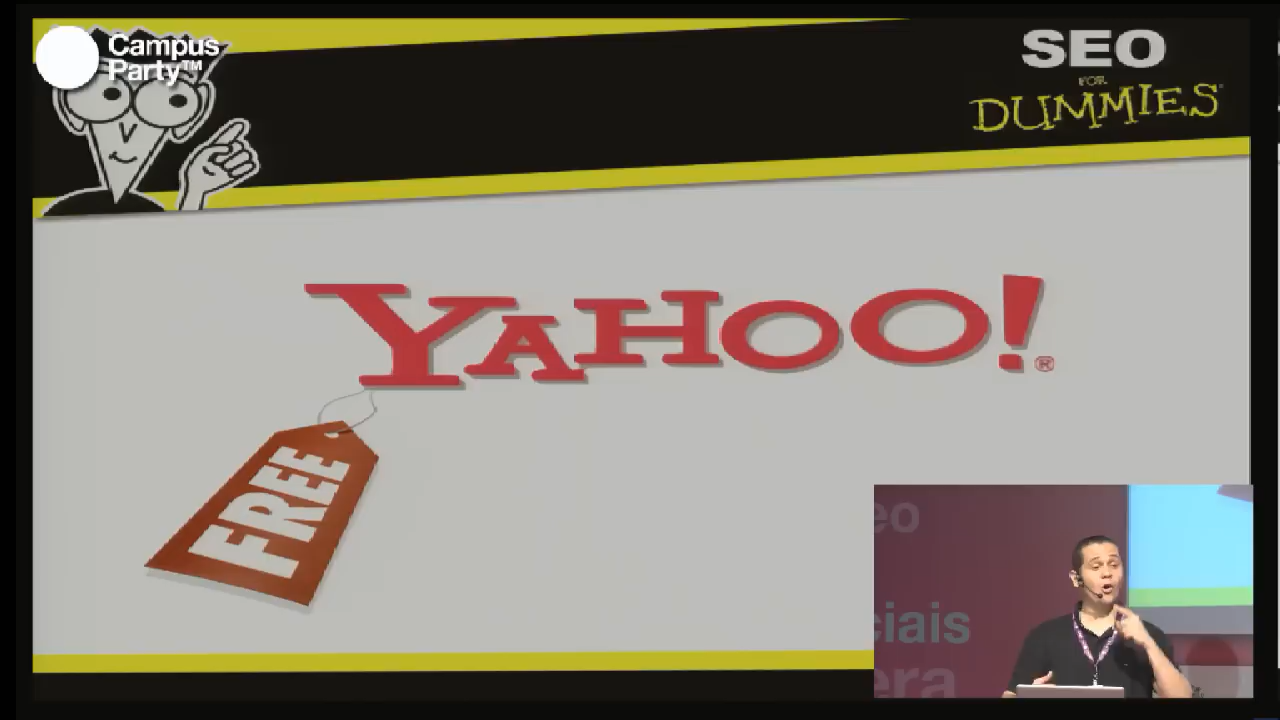 Campus
Party™
SEO
FOR
DUMMIES
YAHOO!
®
FREE
eo
ciais
era